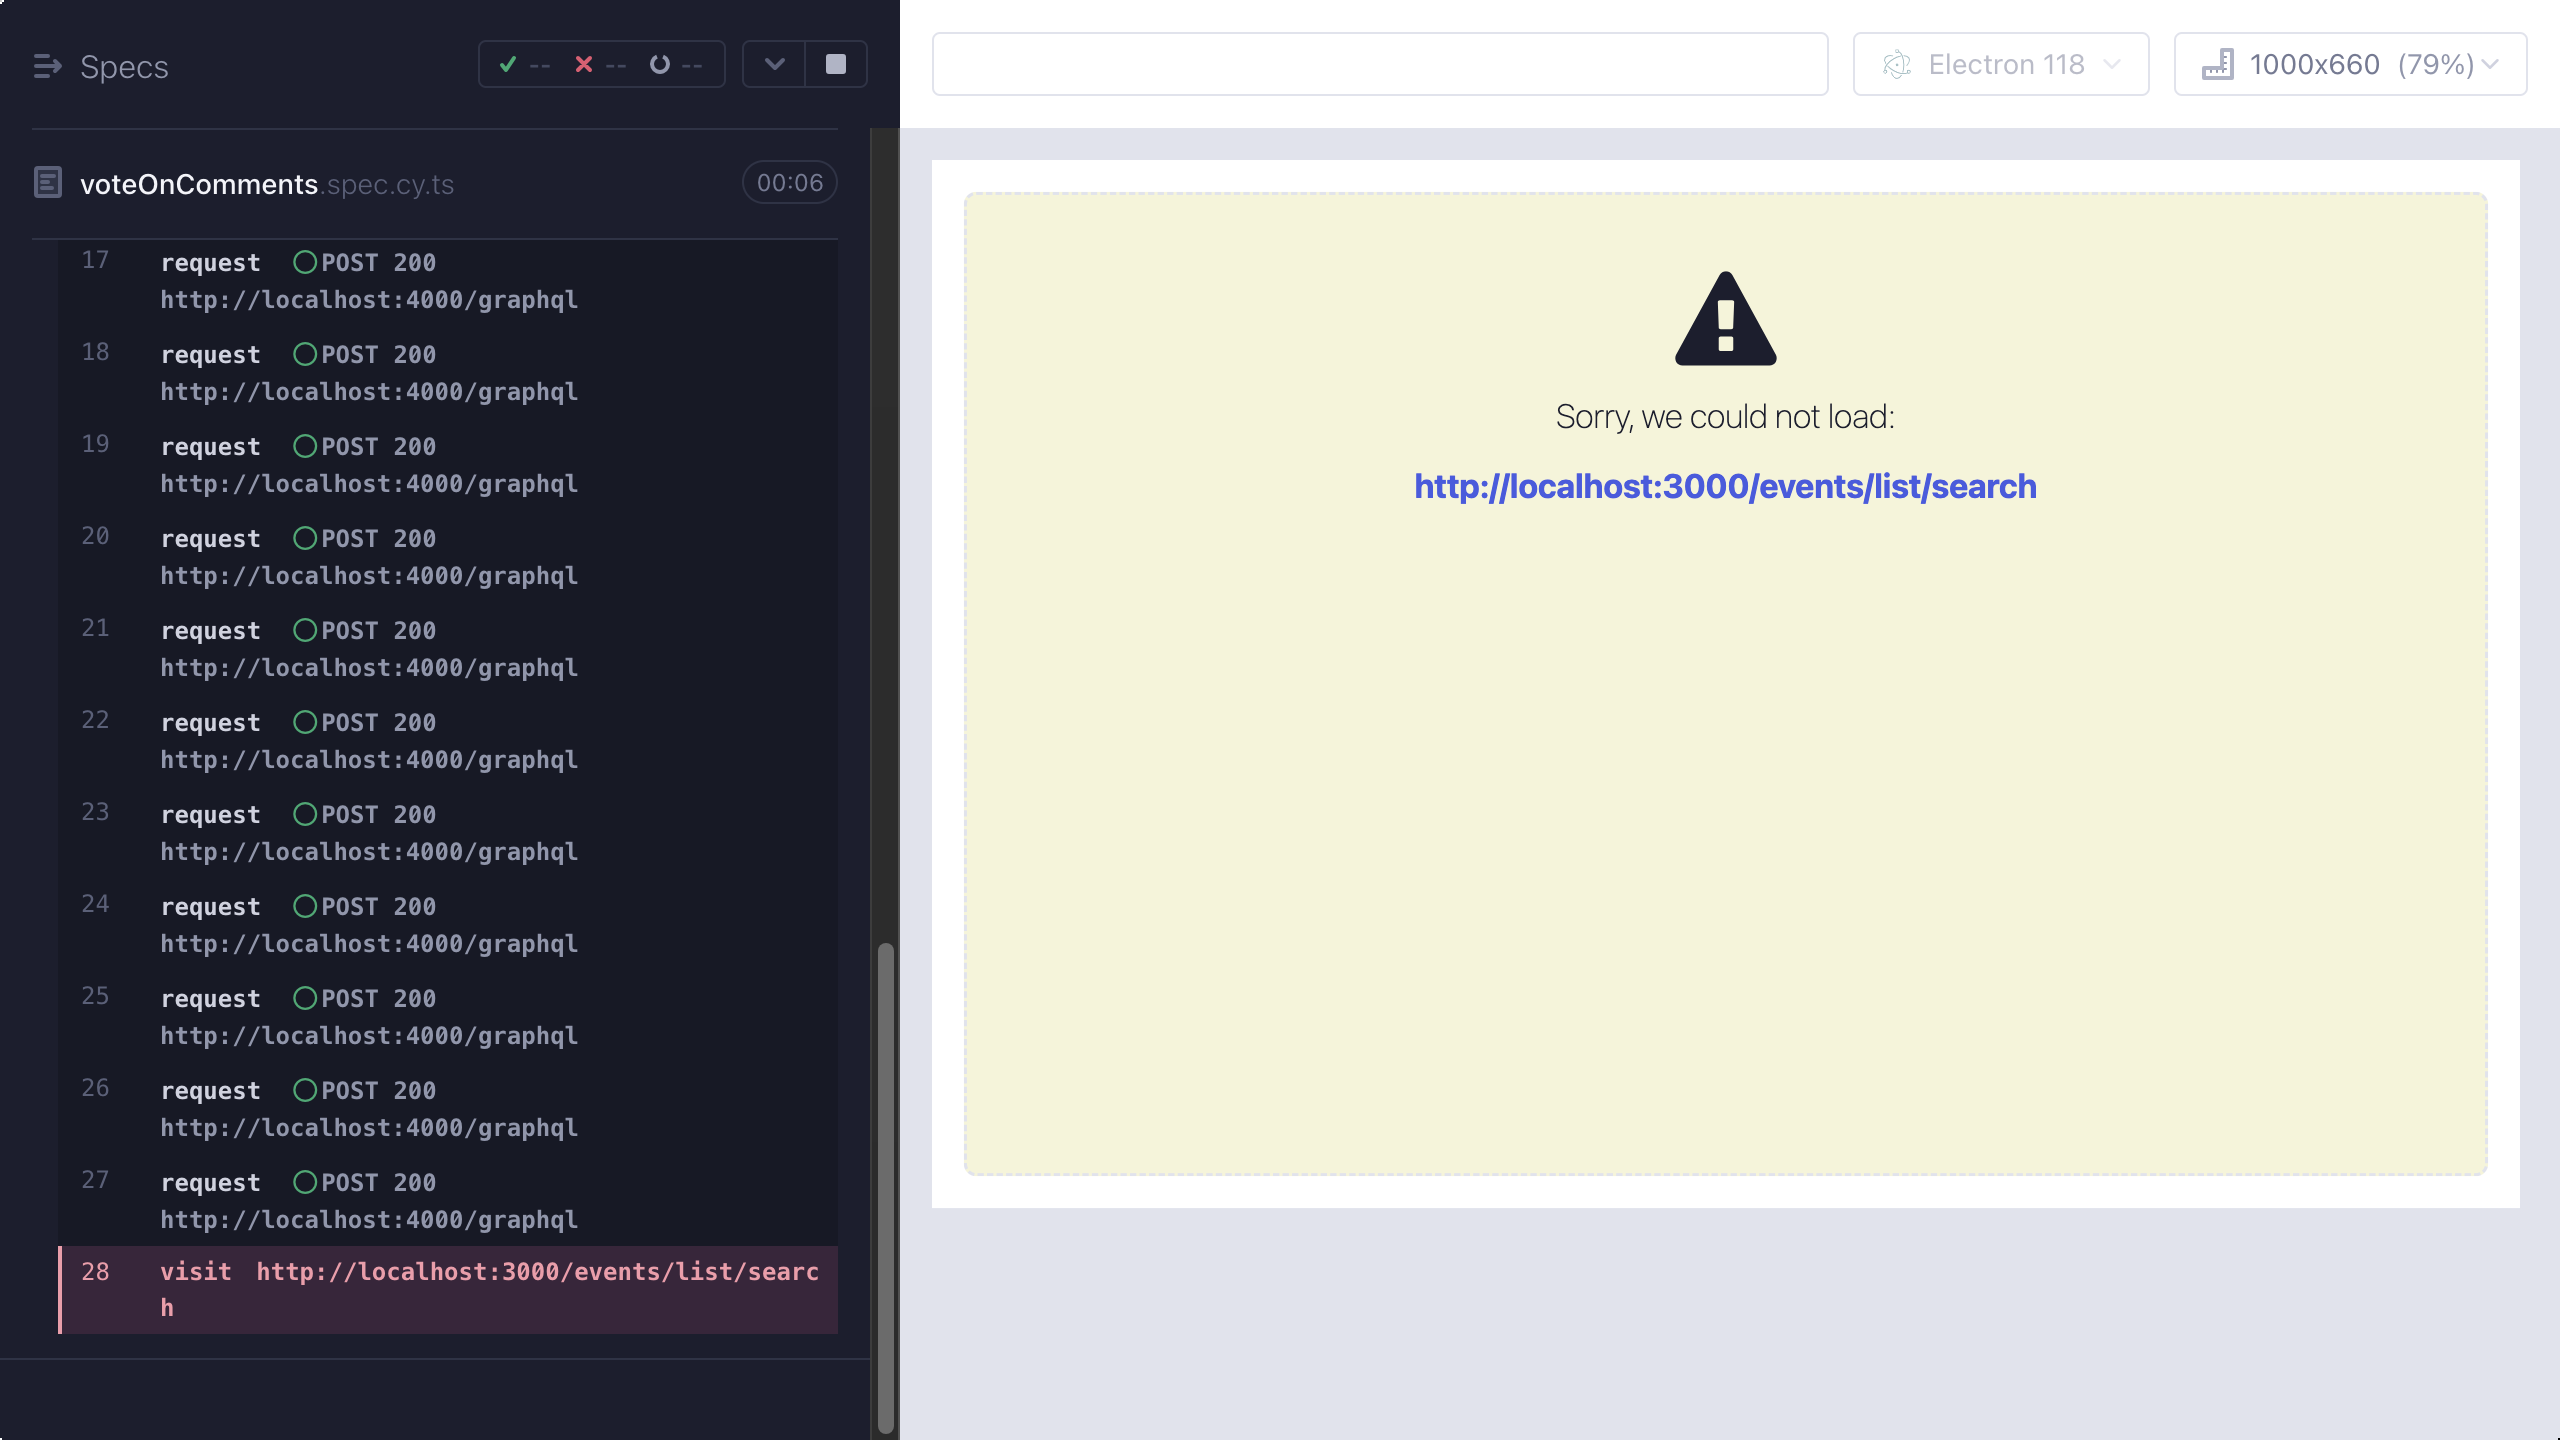 Specs
-- -- --
voteOnComments.spec.cy.ts
00:06
17 request POST 200
http://localhost:4000/graphql
18 request POST 200
http://localhost:4000/graphql
19 request POST 200
http://localhost:4000/graphql
20 request POST 200
http://localhost:4000/graphql
21 request POST 200
http://localhost:4000/graphql
22 request POST 200
http://localhost:4000/graphql
23 request POST 200
http://localhost:4000/graphql
24 request POST 200
http://localhost:4000/graphql
25 request POST 200
http://localhost:4000/graphql
26 request POST 200
http://localhost:4000/graphql
27 request POST 200
http://localhost:4000/graphql
28 visit http://localhost:3000/events/list/searc
h
Electron 118
1000x660 (79%)
Sorry, we could not load:
http://localhost:3000/events/list/search